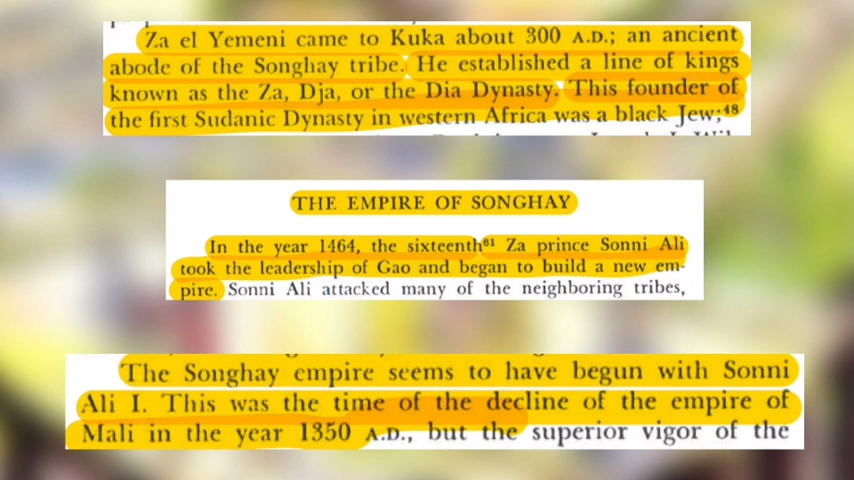 Za el Yemeni came to Kuka about 300 A.D.; an ancient
abode of the Songhay tribe. He established a line of kings
known as the Za, Dja, or the Dia Dynasty. This founder of
the first Sudanic Dynasty in western Africa was a black Jew;48
THE EMPIRE OF SONGHAY
In the year 1464, the sixteenth61 Za prince Sonni Ali
took the leadership of Gao and began to build a new em-
pire. Sonni Ali attacked many of the neighboring tribes,
The Songhay empire seems to have begun with Sonni
Ali I. This was the time of the decline of the empire of
Mali in the year 1350 A.D., but the superior vigor of the